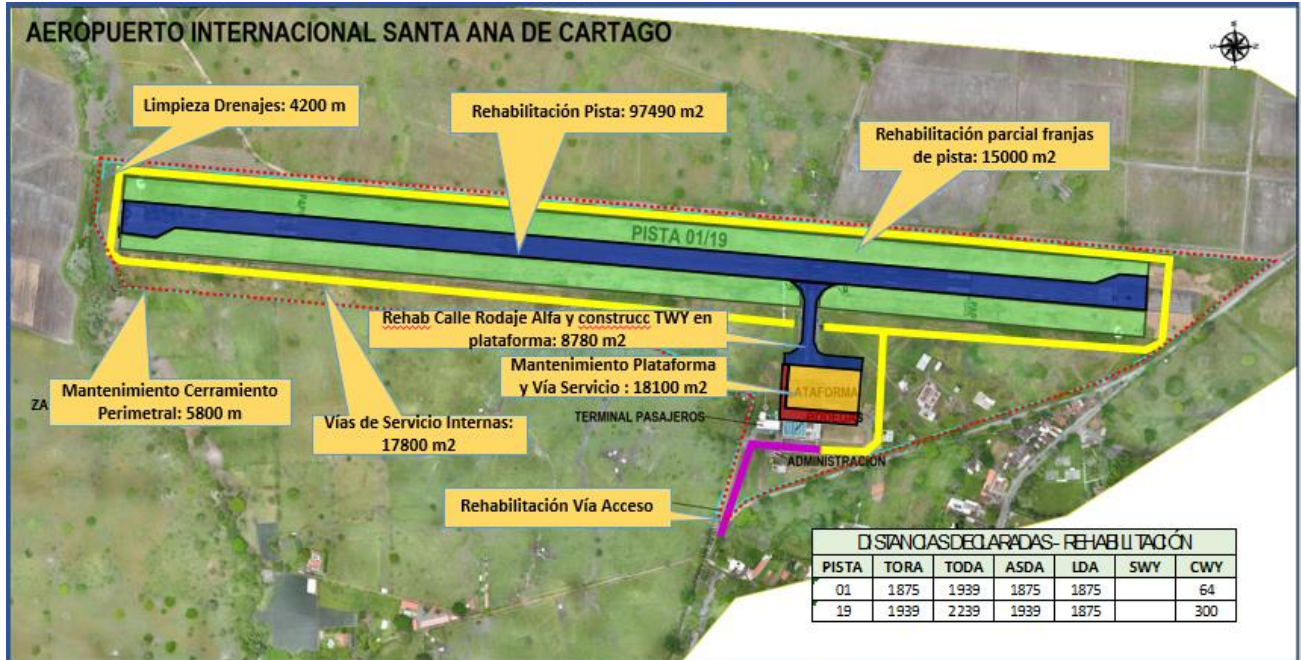 AEROPUERTO INTERNACIONAL SANTA ANA DE CARTAGO
Limpieza Drenajes: 4200 m
Rehabilitación Pista: 97490 m2
Rehabilitación parcial franjas
de pista: 15000 m2
PISTA 01/19
Rehab Calle Rodaje Alfa y construcc TWY en
plataforma: 8780 m2
Mantenimiento Plataforma
y Vía Servicio : 18100 m2
Mantenimiento Cerramiento
Perimetral: 5800 m
Vías de Servicio Internas:
17800 m2
ZA
ATAFORMA
TERMINAL PASAJEROS
ADMINISTRACION
Rehabilitación Vía Acceso
DISTANCIAS DECLARADAS - REHABILITACIÓN
PISTA TORA TODA ASDA LDA SWY CWY
01 1875 1939 1875 1875 64
19 1939 2239 1939 1875 300